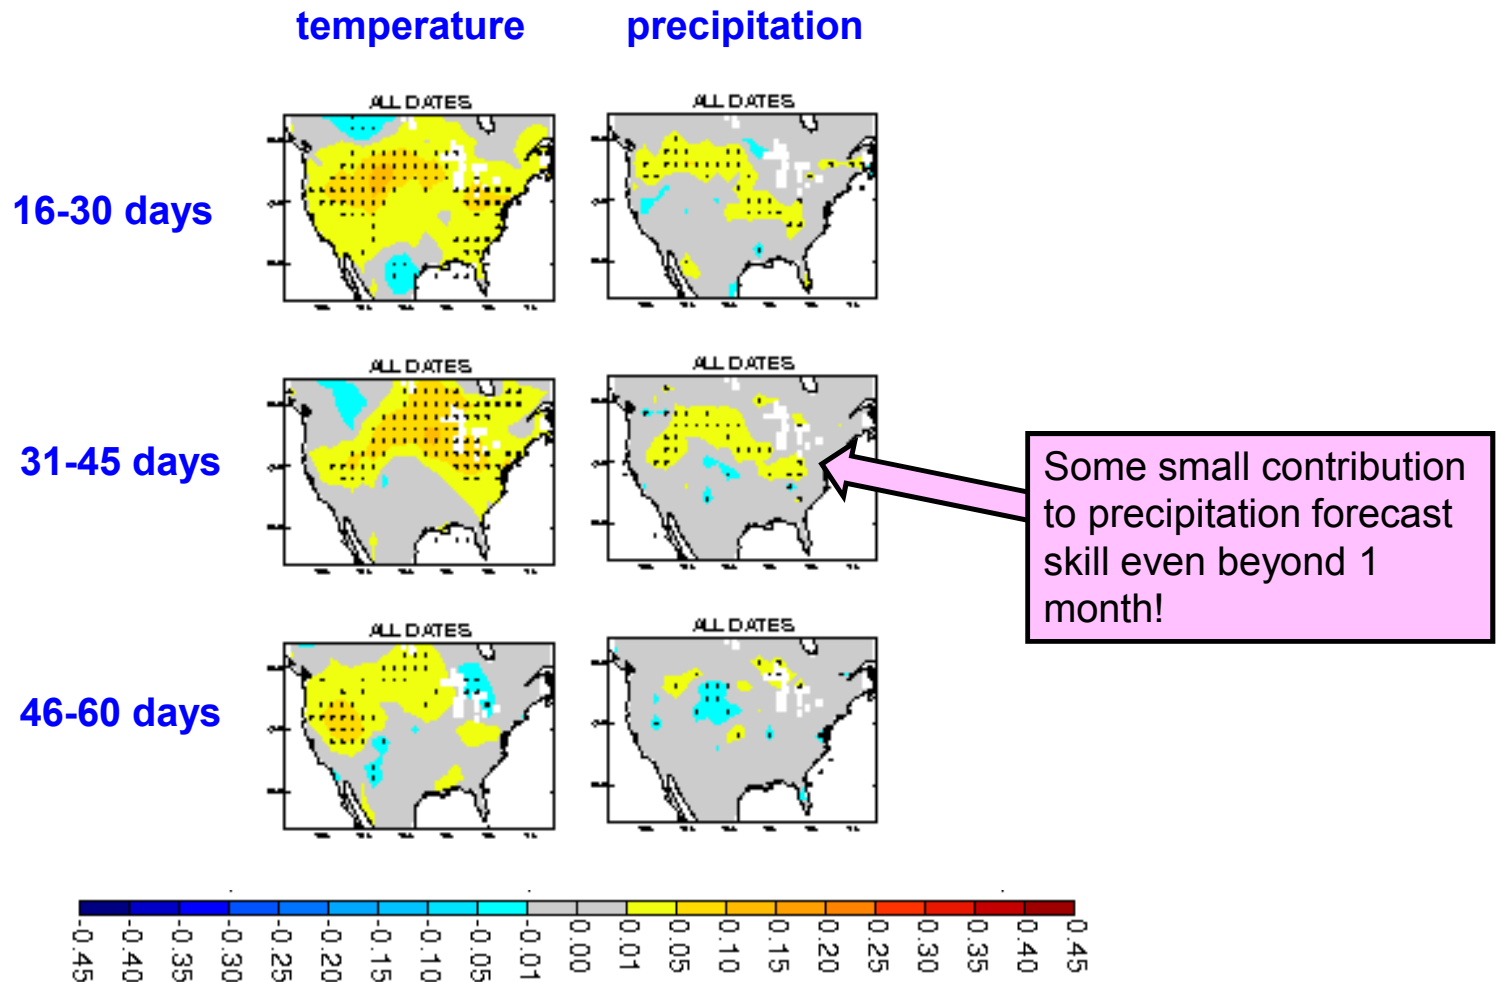 temperature
precipitation
ALL DATES
ALL DATES
16-30 days
ALL DATES
ALL DATES
31-45 days
Some small contribution
to precipitation forecast
skill even beyond 1
month!
ALL DATES
ALL DATES
46-60 days
-0.45
-0.40
-0.35
-0.30
-0.25
-0.20
-0.15
-0.10
-0.05
-0.01
0.00
0.01
0.05
0.10
0.15
0.20
0.25
0.30
0.35
0.40
0.45